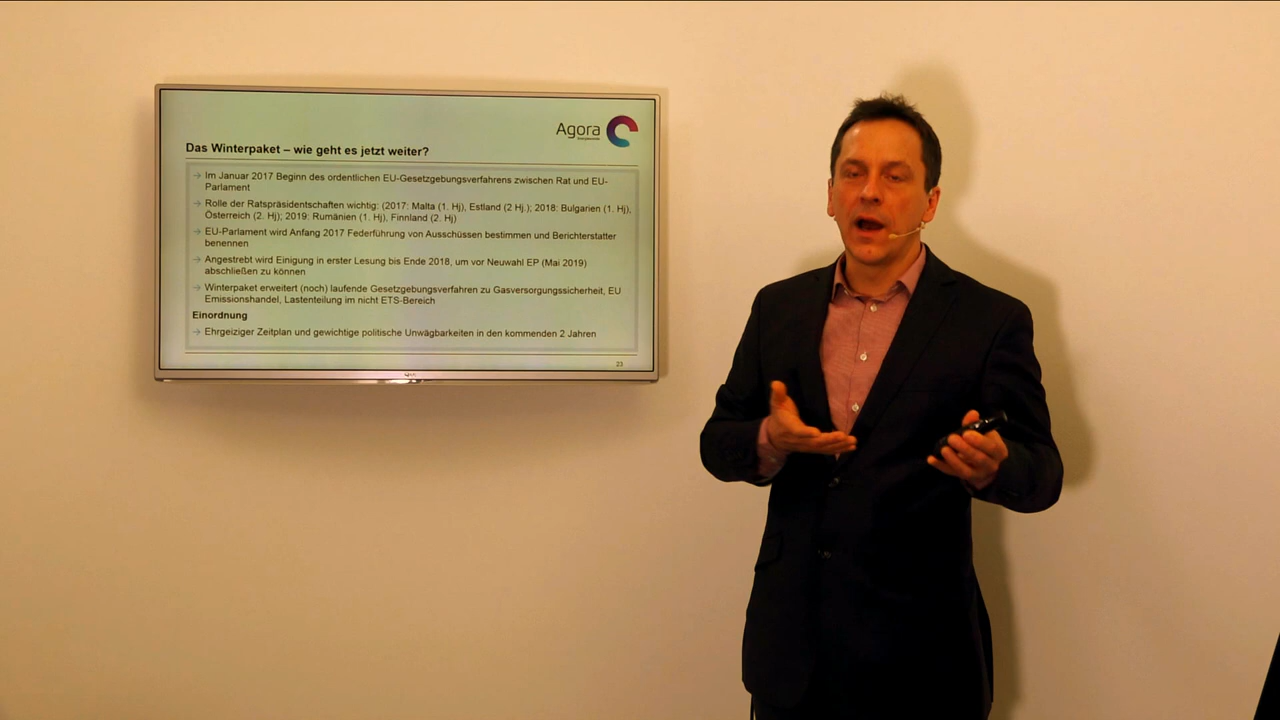 Agora
Energiewende
Das Winterpaket – wie geht es jetzt weiter?
→ Im Januar 2017 Beginn des ordentlichen EU-Gesetzgebungsverfahrens zwischen Rat und EU-
Parlament
→ Rolle der Ratspräsidentschaften wichtig: (2017: Malta (1. Hj), Estland (2 Hj.); 2018: Bulgarien (1. Hj),
Österreich (2. Hj); 2019: Rumänien (1. Hj), Finnland (2. Hj)
→ EU-Parlament wird Anfang 2017 Federführung von Ausschüssen bestimmen und Berichterstatter
benennen
→ Angestrebt wird Einigung in erster Lesung bis Ende 2018, um vor Neuwahl EP (Mai 2019)
abschließen zu können
→ Winterpaket erweitert (noch) laufende Gesetzgebungsverfahren zu Gasversorgungssicherheit, EU
Emissionshandel, Lastenteilung im nicht ETS-Bereich
Einordnung
→ Ehrgeiziger Zeitplan und gewichtige politische Unwägbarkeiten in den kommenden 2 Jahren
23